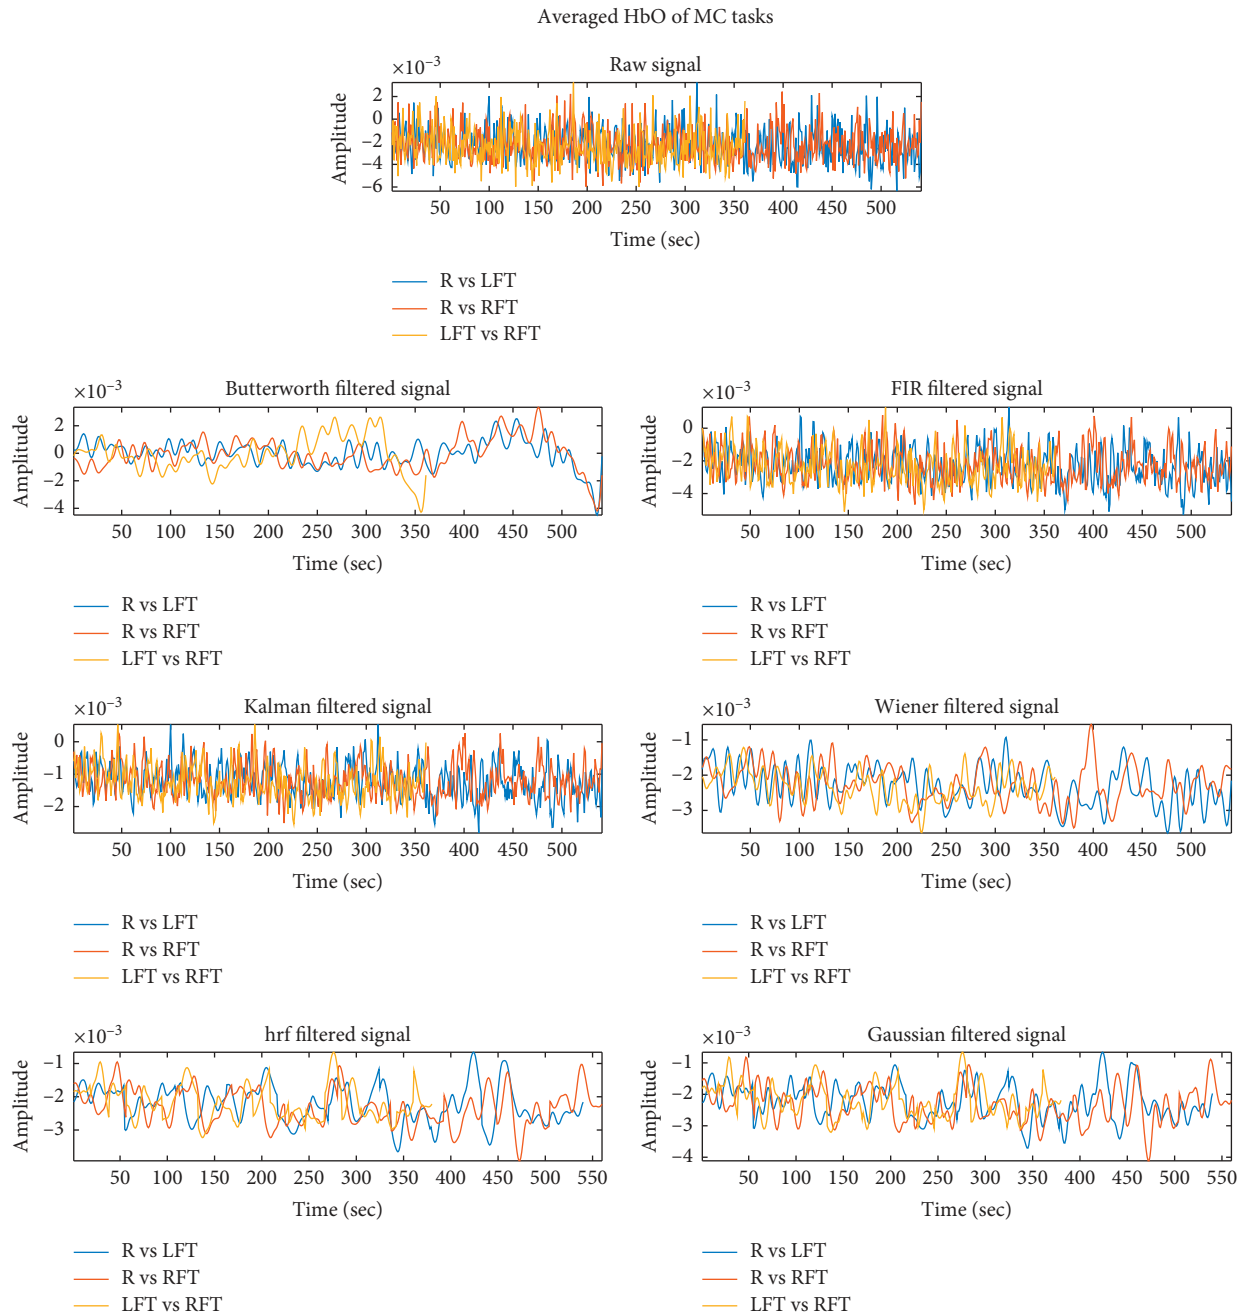 Averaged HbO of MC tasks
Raw signal
×10⁻³
Amplitude
2
0
−2
−4
−6
50 100 150 200 250 300 350 400 450 500
Time (sec)
R vs LFT
R vs RFT
LFT vs RFT
Butterworth filtered signal
×10⁻³
Amplitude
2
0
−2
−4
50 100 150 200 250 300 350 400 450 500
Time (sec)
R vs LFT
R vs RFT
LFT vs RFT
FIR filtered signal
×10⁻³
Amplitude
0
−2
−4
50 100 150 200 250 300 350 400 450 500
Time (sec)
R vs LFT
R vs RFT
LFT vs RFT
Kalman filtered signal
×10⁻³
Amplitude
0
−1
−2
50 100 150 200 250 300 350 400 450 500
Time (sec)
R vs LFT
R vs RFT
LFT vs RFT
Wiener filtered signal
×10⁻³
Amplitude
−1
−2
−3
50 100 150 200 250 300 350 400 450 500
Time (sec)
R vs LFT
R vs RFT
LFT vs RFT
hrf filtered signal
×10⁻³
Amplitude
−1
−2
−3
50 100 150 200 250 300 350 400 450 500 550
Time (sec)
R vs LFT
R vs RFT
LFT vs RFT
Gaussian filtered signal
×10⁻³
Amplitude
−1
−2
−3
−4
50 100 150 200 250 300 350 400 450 500 550
Time (sec)
R vs LFT
R vs RFT
LFT vs RFT